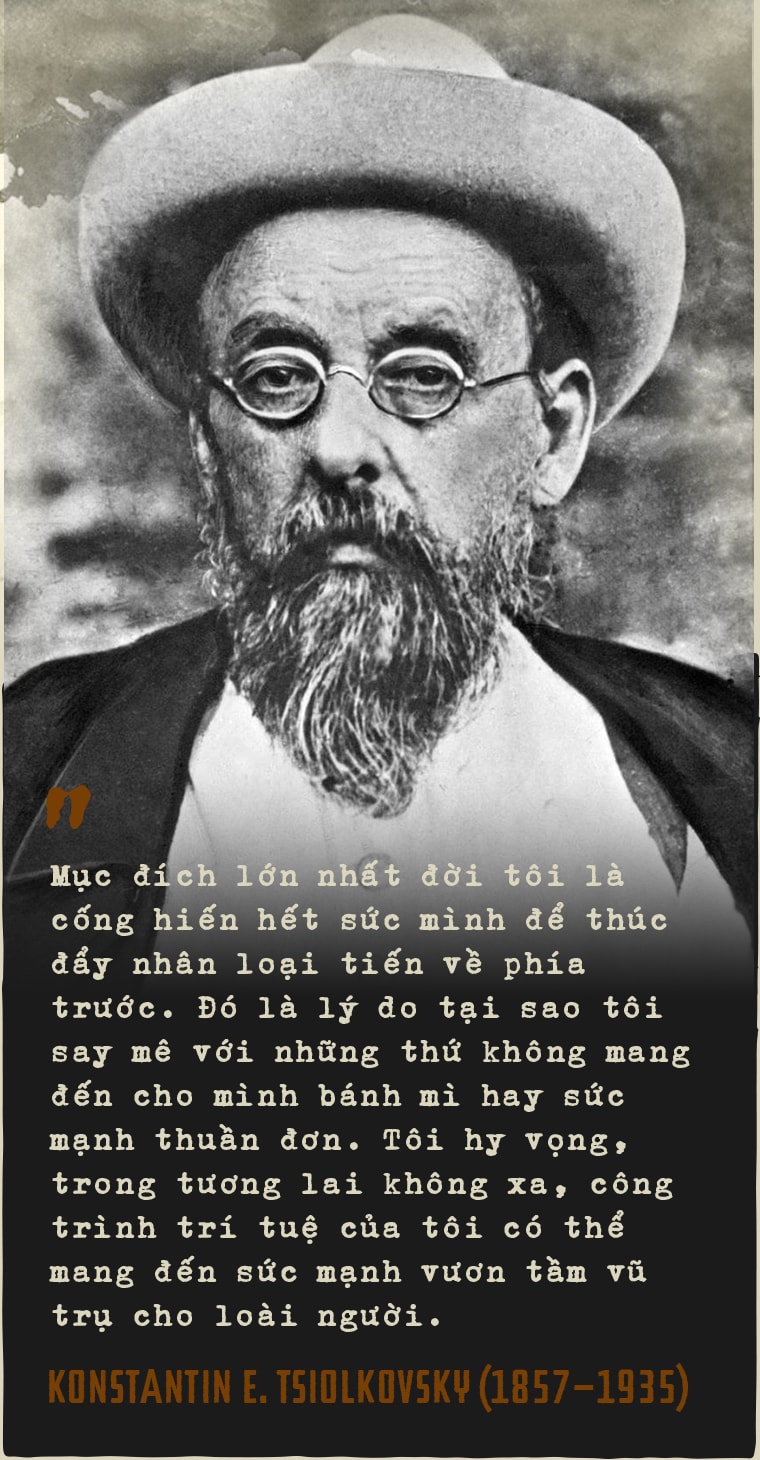 Mục đích lớn nhất đời tôi là
cống hiến hết sức mình để thúc
đẩy nhân loại tiến về phía
trước. Đó là lý do tại sao tôi
say mê với những thứ không mang
đến cho mình bánh mì hay sức
mạnh thuần đơn. Tôi hy vọng,
trong tương lai không xa, công
trình trí tuệ của tôi có thể
mang đến sức mạnh vươn tầm vũ
trụ cho loài người.
KONSTANTIN E. TSIOLKOVSKY (1857–1935)